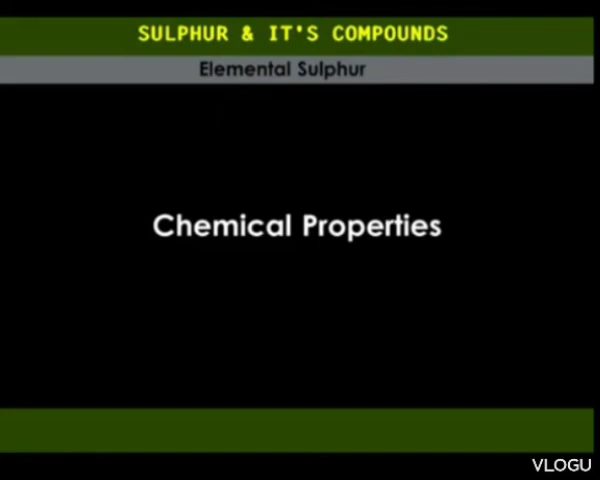 SULPHUR & IT'S COMPOUNDS
Elemental Sulphur
Chemical Properties
VLOGU